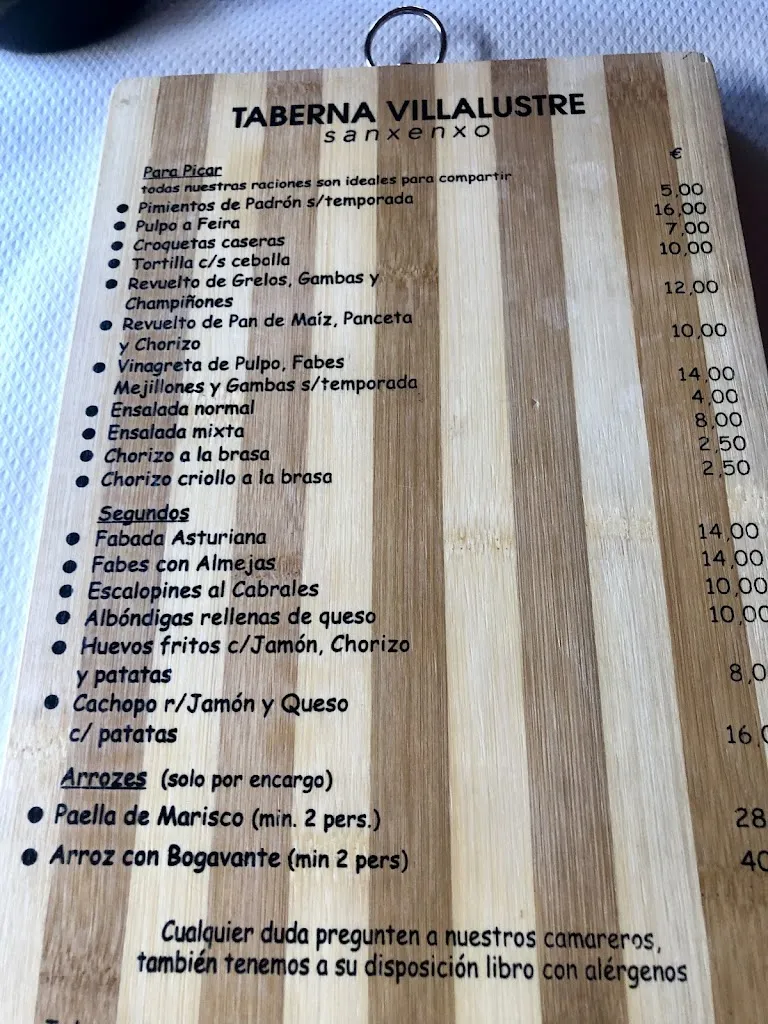 TABERNA VILLALUSTRE
sanxenxo
€
Para Picar
todas nuestras raciones son ideales para compartir
Pimientos de Padrón s/temporada 5,00
Pulpo a Feira 16,00
Croquetas caseras 7,00
Tortilla c/s cebolla 10,00
Revuelto de Grelos, Gambas y
Champiñones 12,00
Revuelto de Pan de Maíz, Panceta
y Chorizo 10,00
Vinagreta de Pulpo, Fabes
Mejillones y Gambas s/temporada 14,00
Ensalada normal 4,00
Ensalada mixta 8,00
Chorizo a la brasa 2,50
Chorizo criollo a la brasa 2,50
Segundos
Fabada Asturiana 14,00
Fabes con Almejas 14,00
Escalopines al Cabrales 10,00
Albóndigas rellenas de queso 10,00
Huevos fritos c/Jamón, Chorizo
y patatas 8,0
Cachopo r/Jamón y Queso
c/ patatas 16,0
Arrozes (solo por encargo)
Paella de Marisco (min. 2 pers.) 28
Arroz con Bogavante (min 2 pers) 40
Cualquier duda pregunten a nuestros camareros,
también tenemos a su disposición libro con alérgenos